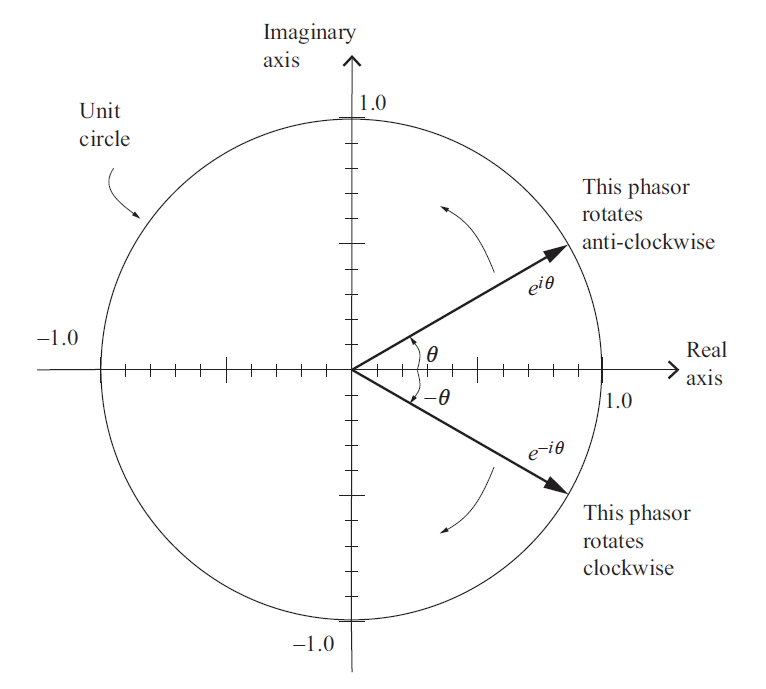 Imaginary
axis
1.0
Unit
circle
This phasor
rotates
anti-clockwise
e^{iθ}
–1.0
θ
Real
axis
–θ
1.0
e^{–iθ}
This phasor
rotates
clockwise
–1.0